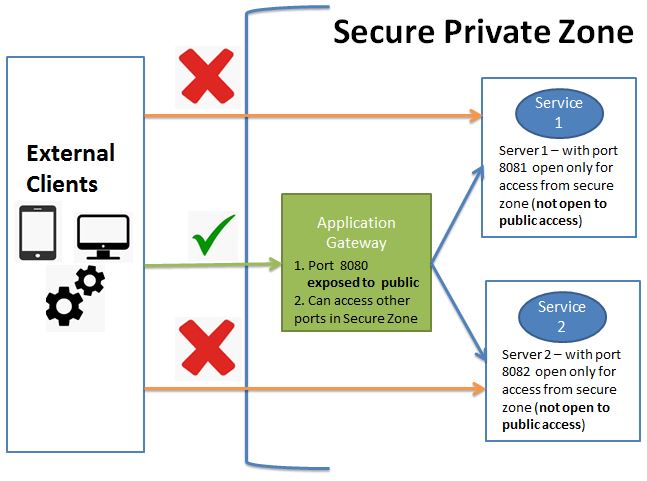 Secure Private Zone
External
Clients
Service
1
Server 1 – with port
8081 open only for
access from secure
zone (not open to
public access)
Application
Gateway
1. Port 8080
exposed to public
2. Can access other
ports in Secure Zone
Service
2
Server 2 – with port
8082 open only for
access from secure
zone (not open to
public access)